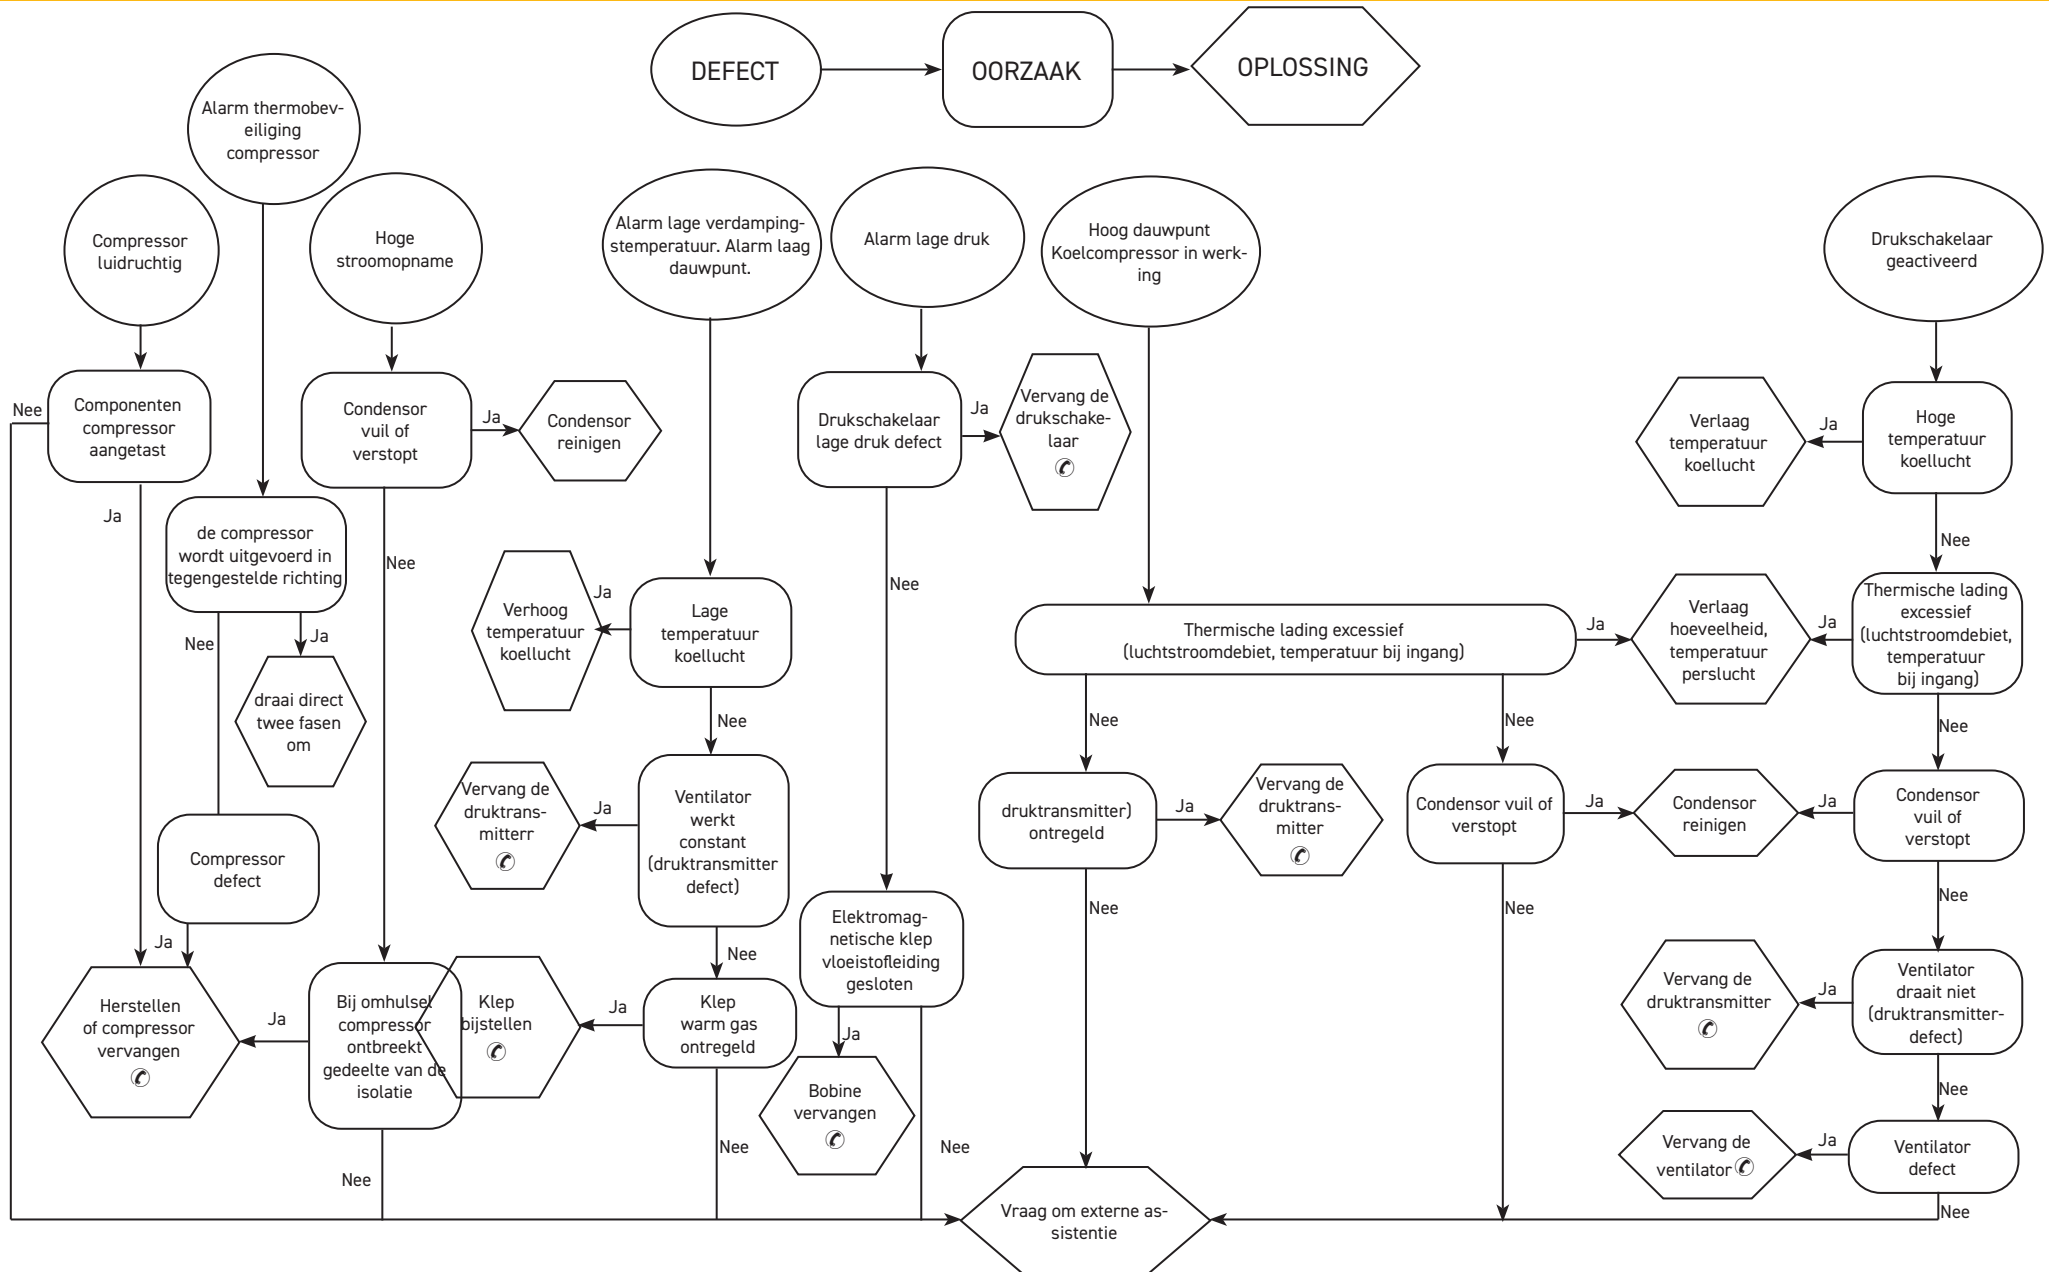 DEFECT
OORZAAK
OPLOSSING
Alarm thermobev-
eiliging
compressor
Compressor
luidruchtig
Hoge
stroomopname
Alarm lage verdamping-
stemperatuur. Alarm laag
dauwpunt.
Alarm lage druk
Hoog dauwpunt
Koelcompressor in werk-
ing
Drukschakelaar
geactiveerd
Nee
Componenten
compressor
aangetast
Ja
Condensor
vuil of
verstopt
Ja
Condensor
reinigen
Nee
Drukschakelaar
lage druk defect
Ja
Vervang de
drukschake-
laar
Nee
Verlaag
temperatuur
koellucht
Ja
Hoge
temperatuur
koellucht
Nee
de compressor
wordt uitgevoerd in
tegengestelde richting
Nee
Ja
draai direct
twee fasen
om
Verhoog
temperatuur
koellucht
Ja
Lage
temperatuur
koellucht
Nee
Thermische lading excessief
(luchtstroomdebiet, temperatuur bij ingang)
Ja
Verlaag
hoeveelheid,
temperatuur
perslucht
Ja
Thermische lading
excessief
(luchtstroomdebiet,
temperatuur
bij ingang)
Nee
Nee
Nee
Vervang de
druktrans-
mitterr
Ja
Ventilator
werkt
constant
(druktransmitter
defect)
Nee
druktransmitter)
ontregeld
Ja
Vervang de
druktrans-
mitter
Nee
Condensor vuil of
verstopt
Ja
Condensor
reinigen
Ja
Condensor
vuil of
verstopt
Nee
Nee
Compressor
defect
Ja
Elektromag-
netische klep
vloeistofleiding
gesloten
Ja
Nee
Bobine
vervangen
Herstellen
of compressor
vervangen
Ja
Bij omhulsel
compressor
ontbreekt
gedeelte van de
isolatie
Nee
Klep
bijstellen
Ja
Klep
warm gas
ontregeld
Nee
Vervang de
druktransmitter
Ja
Ventilator
draait niet
(druktransmitter-
defect)
Nee
Vervang de
ventilator
Ja
Ventilator
defect
Nee
Vraag om externe as-
sistentie